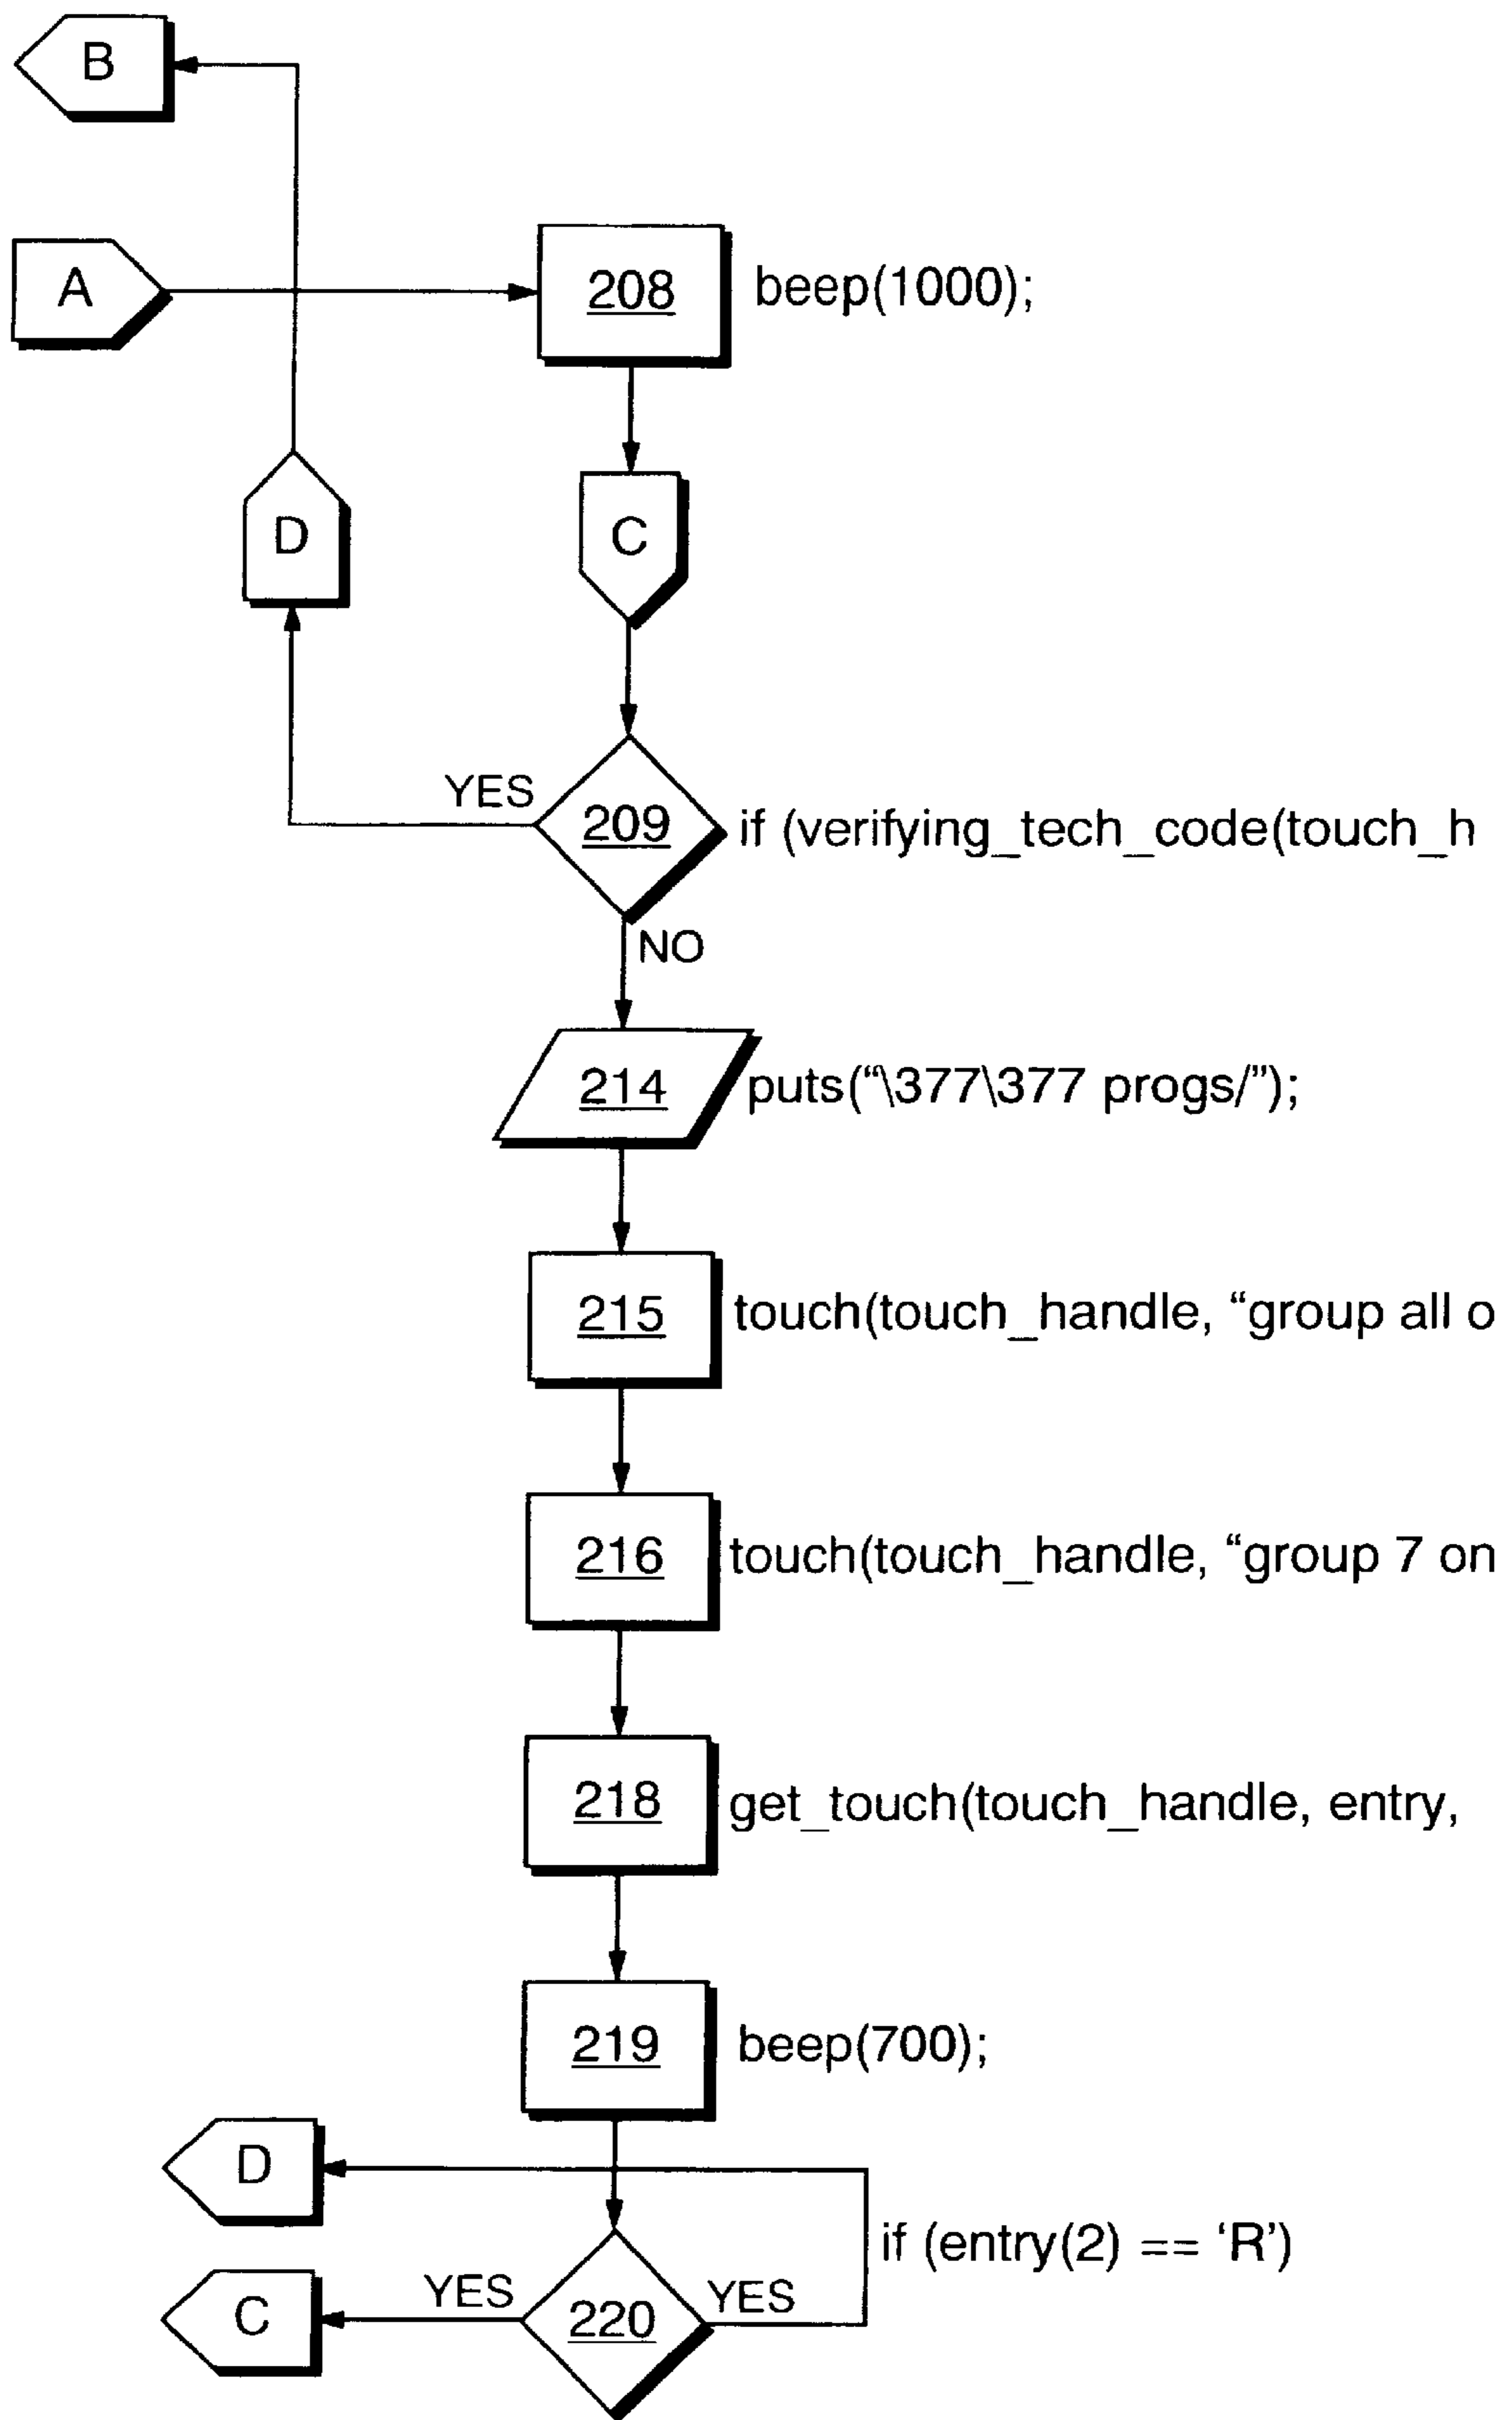 B
A
208 beep(1000);
D
C
YES
209 if (verifying_tech_code(touch_h
NO
214 puts(“\377\377 progs/”);
215 touch(touch_handle, “group all o
216 touch(touch_handle, “group 7 on
218 get_touch(touch_handle, entry,
219 beep(700);
D
if (entry(2) == ‘R’)
C
YES
220
YES